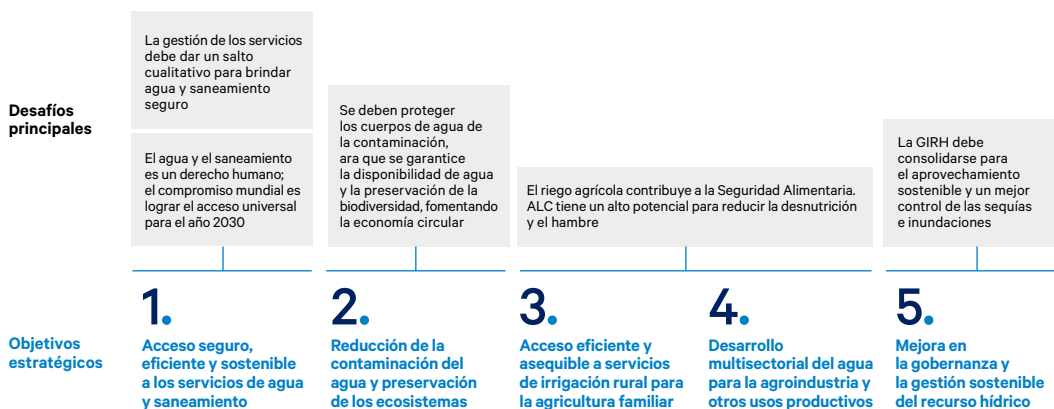 Desafíos
principales
La gestión de los servicios
debe dar un salto
cualitativo para brindar
agua y saneamiento
seguro
El agua y el saneamiento
es un derecho humano;
el compromiso mundial es
lograr el acceso universal
para el año 2030
Se deben proteger
los cuerpos de agua de
la contaminación,
ara que se garantice
la disponibilidad de agua
y la preservación de la
biodiversidad, fomentando
la economía circular
El riego agrícola contribuye a la Seguridad Alimentaria.
ALC tiene un alto potencial para reducir la desnutrición
y el hambre
La GIRH debe
consolidarse para
el aprovechamiento
sostenible y un mejor
control de las sequías
e inundaciones
Objetivos
estratégicos
1.
Acceso seguro,
eficiente y sostenible
a los servicios de agua
y saneamiento
2.
Reducción de la
contaminación del
agua y preservación
de los ecosistemas
3.
Acceso eficiente y
asequible a servicios
de irrigación rural para
la agricultura familiar
4.
Desarrollo
multisectorial del agua
para la agroindustria y
otros usos productivos
5.
Mejora en
la gobernanza y
la gestión sostenible
del recurso hídrico